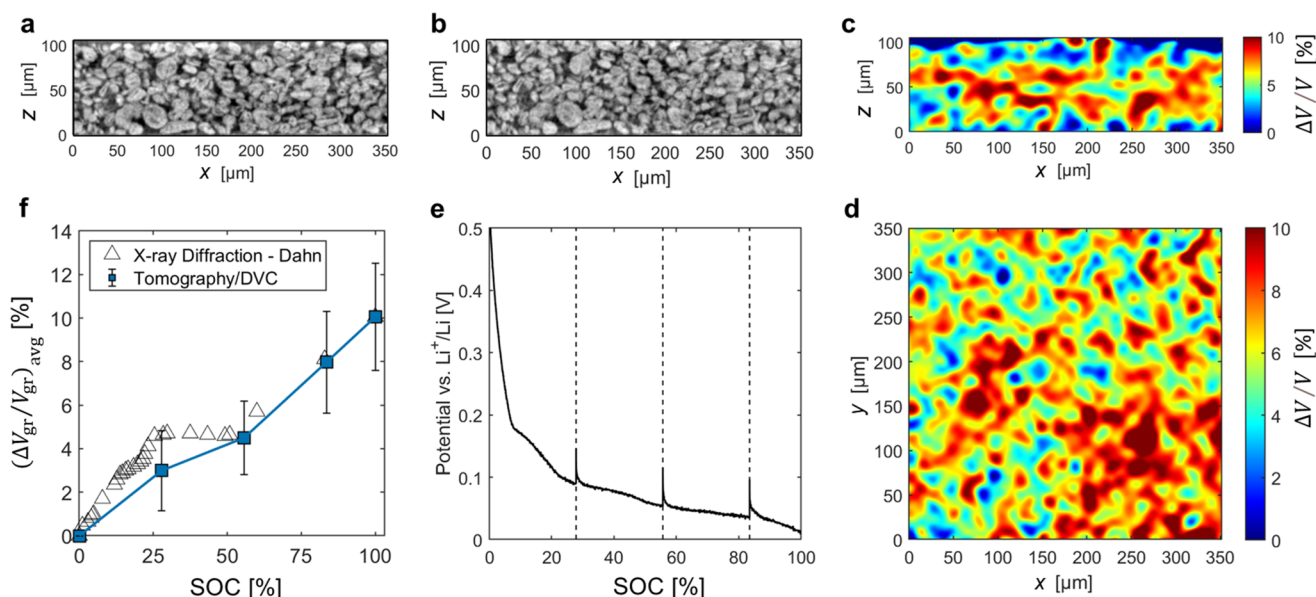 a
100
50
0
z [µm]
0 50 100 150 200 250 300 350
x [µm]
b
100
50
0
z [µm]
0 50 100 150 200 250 300 350
x [µm]
c
100
50
0
z [µm]
0 50 100 150 200 250 300 350
x [µm]
10
5
0
ΔV/V [%]
f
14
12
10
8
6
4
2
0
(ΔVgr/Vgr)avg [%]
X-ray Diffraction - Dahn
Tomography/DVC
0 25 50 75 100
SOC [%]
e
0.5
0.4
0.3
0.2
0.1
0
Potential vs. Li⁺/Li [V]
0 20 40 60 80 100
SOC [%]
d
350
300
250
200
150
100
50
0
y [µm]
0 50 100 150 200 250 300 350
x [µm]
10
8
6
4
2
0
ΔV/V [%]